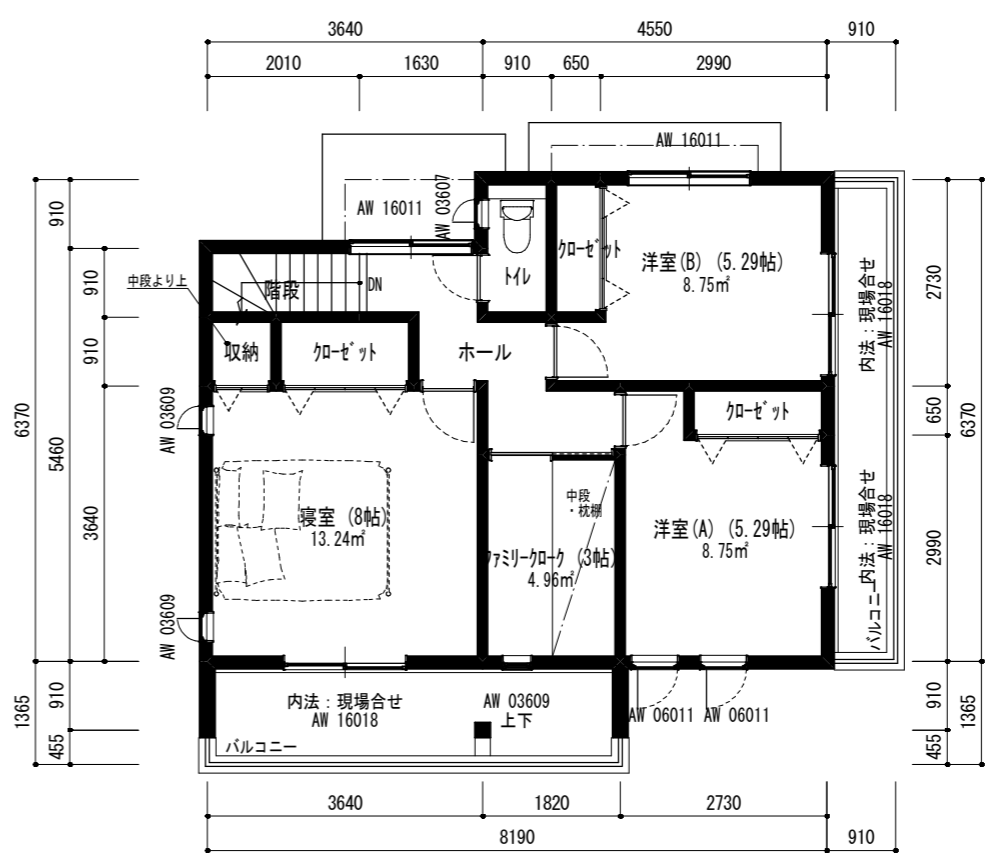 3640
4550
910
2010
1630
910
650
2990
AW 16011
AW 03607
AW 16011
910
910
910
5460
6370
3640
1365
910
455
中段より上
階段
DN
トイレ
クローゼット
洋室(B) (5.29帖)
8.75㎡
内法：現場合せ
AW 16018
2730
650
6370
2990
910
1365
455
収納
クローゼット
ホール
クローゼット
AW 03609
寝室 (8帖)
13.24㎡
中段
・枕棚
ファミリークローク (3帖)
4.96㎡
洋室(A) (5.29帖)
8.75㎡
内法：現場合せ
AW 16018
バルコニー
AW 03609
内法：現場合せ
AW 16018
AW 03609
上下
AW 06011
AW 06011
バルコニー
3640
1820
2730
8190
910